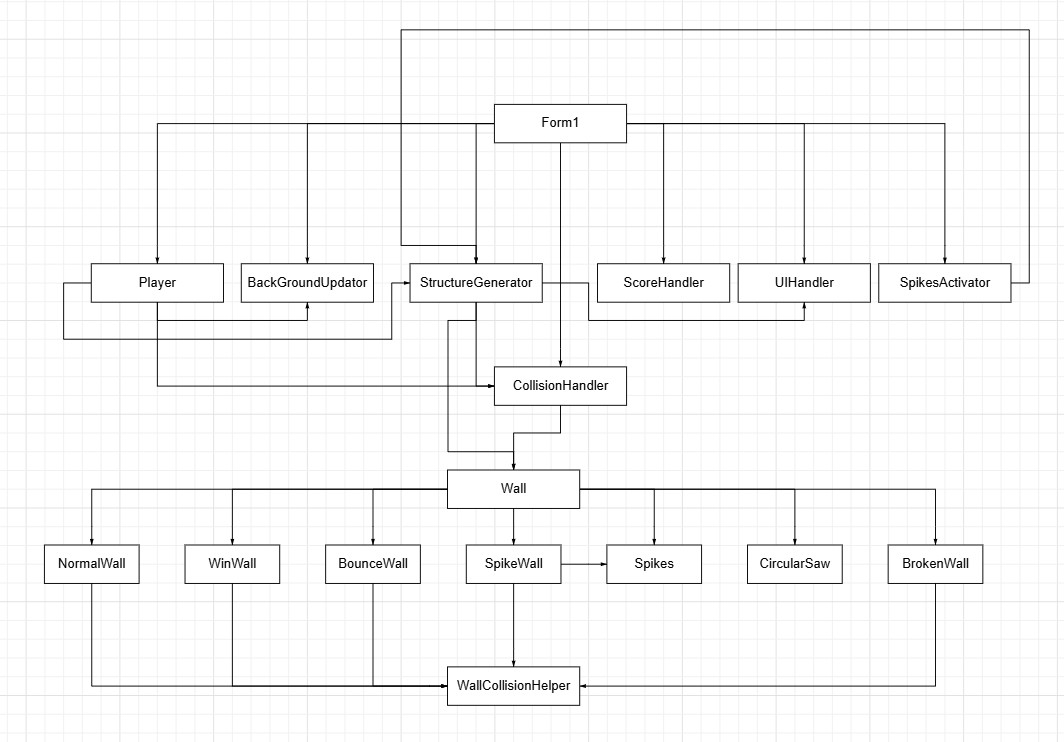 Form1
Player
BackGroundUpdator
StructureGenerator
ScoreHandler
UIHandler
SpikesActivator
CollisionHandler
Wall
NormalWall
WinWall
BounceWall
SpikeWall
Spikes
CircularSaw
BrokenWall
WallCollisionHelper